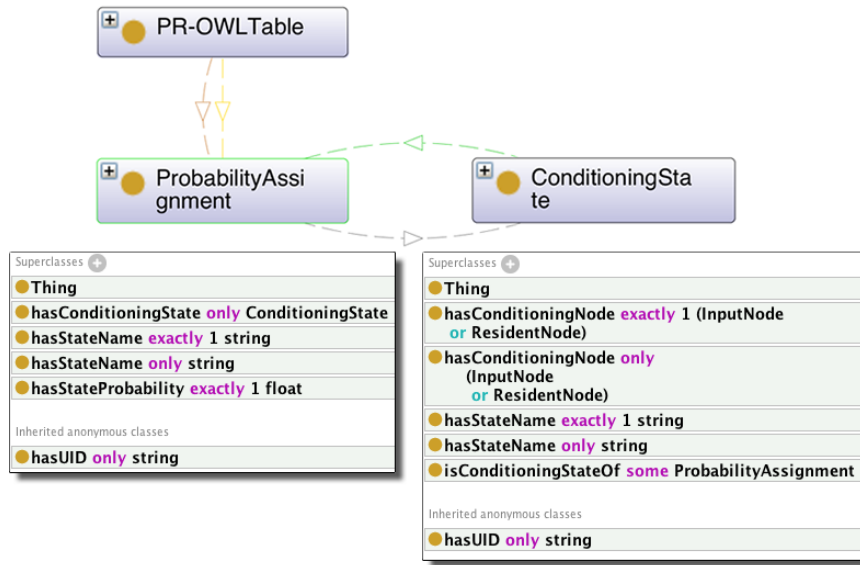 PR-OWLTable
ProbabilityAssi
gnment
ConditioningSta
te
Superclasses
Thing
hasConditioningState only ConditioningState
hasStateName exactly 1 string
hasStateName only string
hasStateProbability exactly 1 float
Inherited anonymous classes
hasUID only string
Superclasses
Thing
hasConditioningNode exactly 1 (InputNode
or ResidentNode)
hasConditioningNode only
(InputNode
or ResidentNode)
hasStateName exactly 1 string
hasStateName only string
isConditioningStateOf some ProbabilityAssignment
Inherited anonymous classes
hasUID only string